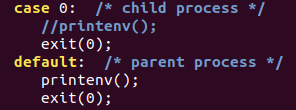 case 0:  /* child process */
//printenv();
exit(0);
default:  /* parent process */
printenv();
exit(0);